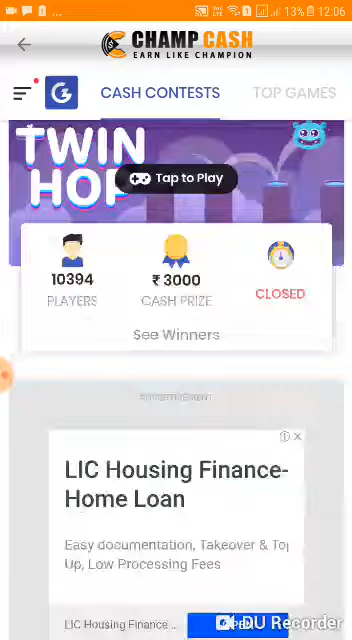 13% 12:06
CHAMP CASH
EARN LIKE CHAMPION
G CASH CONTESTS TOP GAMES
TWIN
HOP
Tap to Play
10394 ₹ 3000
PLAYERS CASH PRIZE CLOSED
See Winners
ADVERTISEMENT
LIC Housing Finance-
Home Loan
Easy documentation, Takeover & Top
Up, Low Processing Fees
LIC Housing Finance ... OPEN
DU Recorder